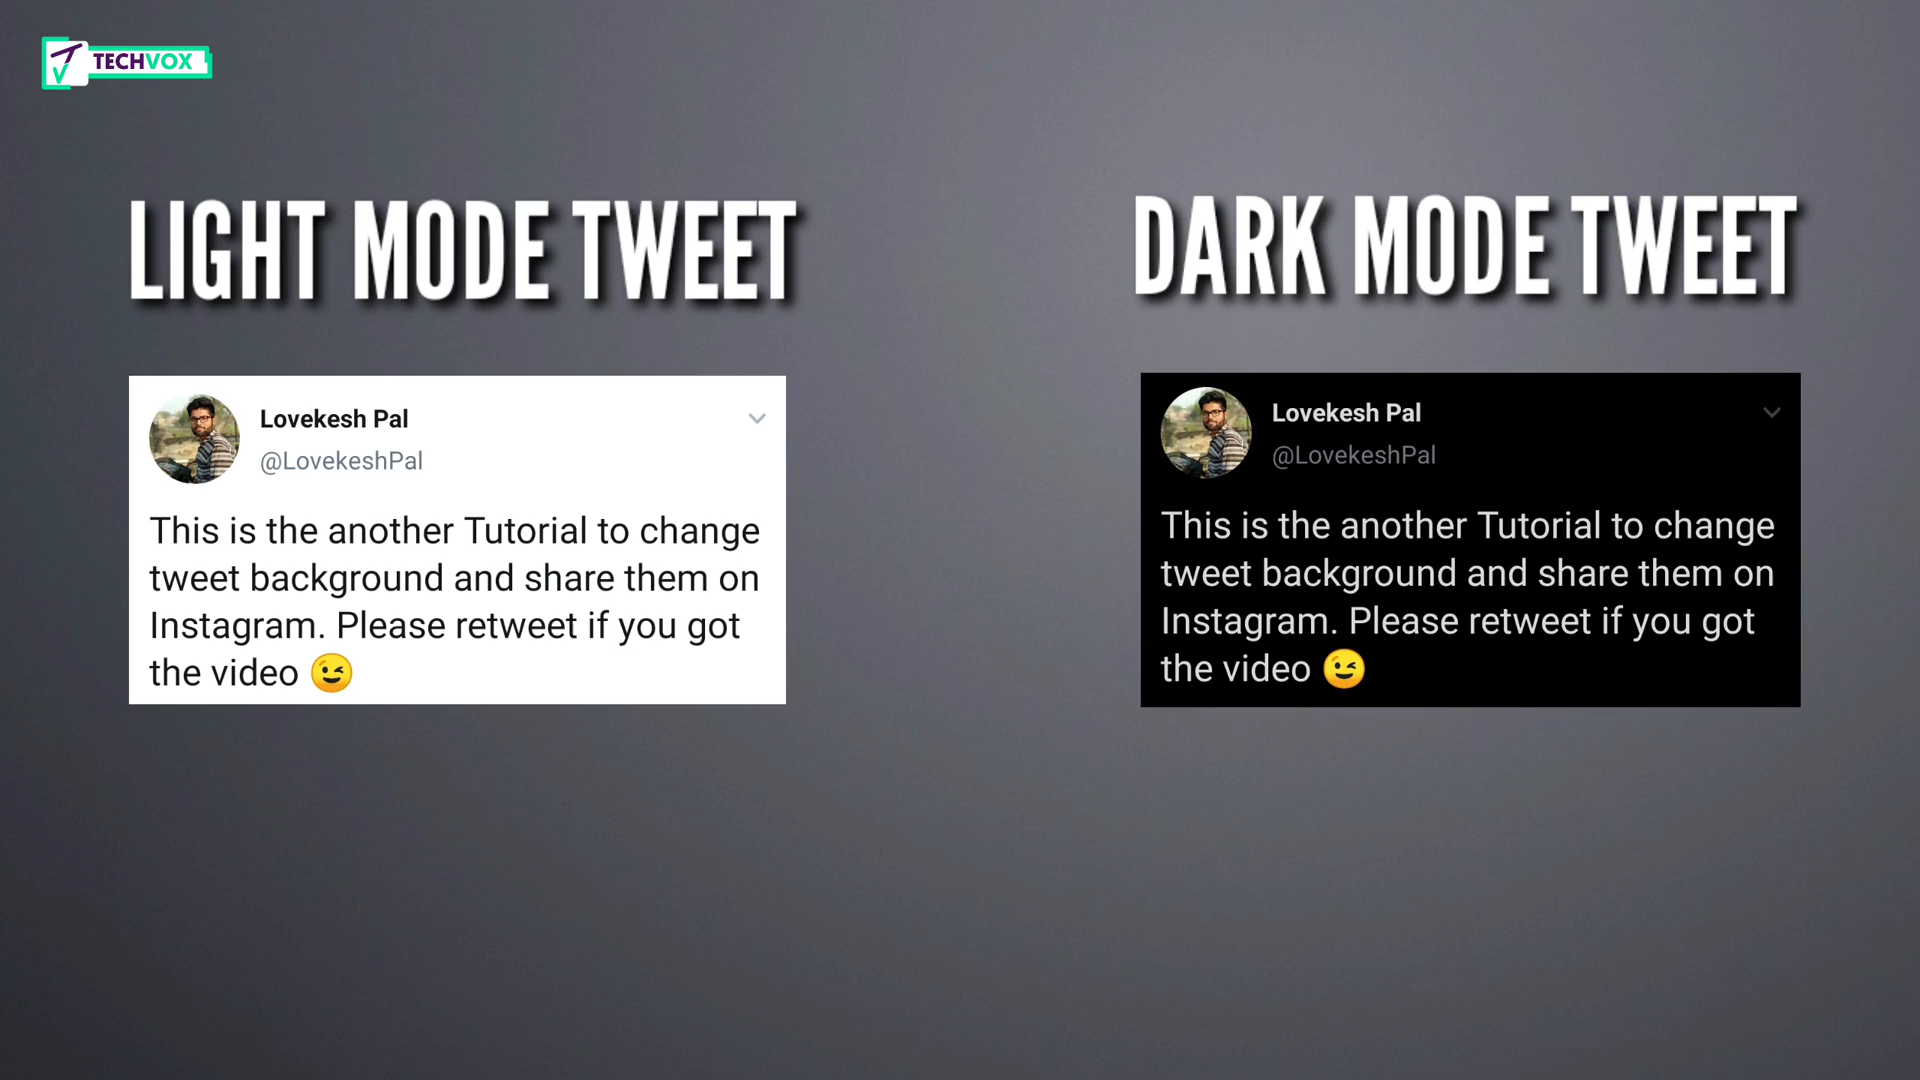 TECHVOX
LIGHT MODE TWEET
Lovekesh Pal
@LovekeshPal
This is the another Tutorial to change
tweet background and share them on
Instagram. Please retweet if you got
the video 😉
DARK MODE TWEET
Lovekesh Pal
@LovekeshPal
This is the another Tutorial to change
tweet background and share them on
Instagram. Please retweet if you got
the video 😉